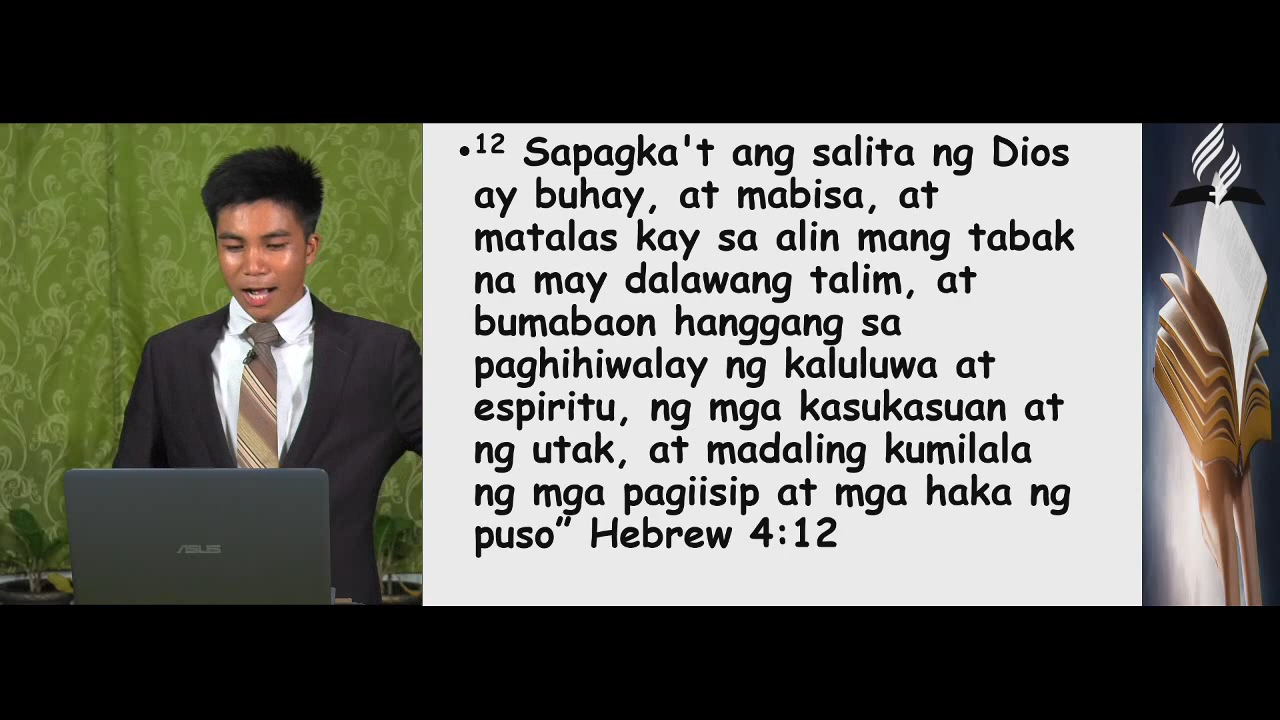 •12 Sapagka't ang salita ng Dios
ay buhay, at mabisa, at
matalas kay sa alin mang tabak
na may dalawang talim, at
bumabaon hanggang sa
paghihiwalay ng kaluluwa at
espiritu, ng mga kasukasuan at
ng utak, at madaling kumilala
ng mga pagiisip at mga haka ng
puso” Hebrew 4:12
ASUS